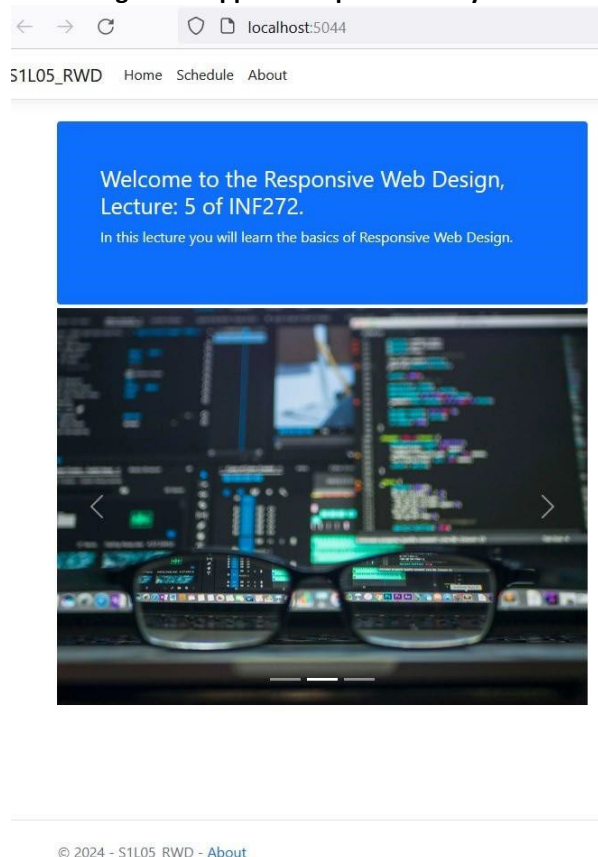 localhost:5044
S1L05_RWD Home Schedule About
Welcome to the Responsive Web Design,
Lecture: 5 of INF272.
In this lecture you will learn the basics of Responsive Web Design.
© 2024 - S1L05_RWD - About